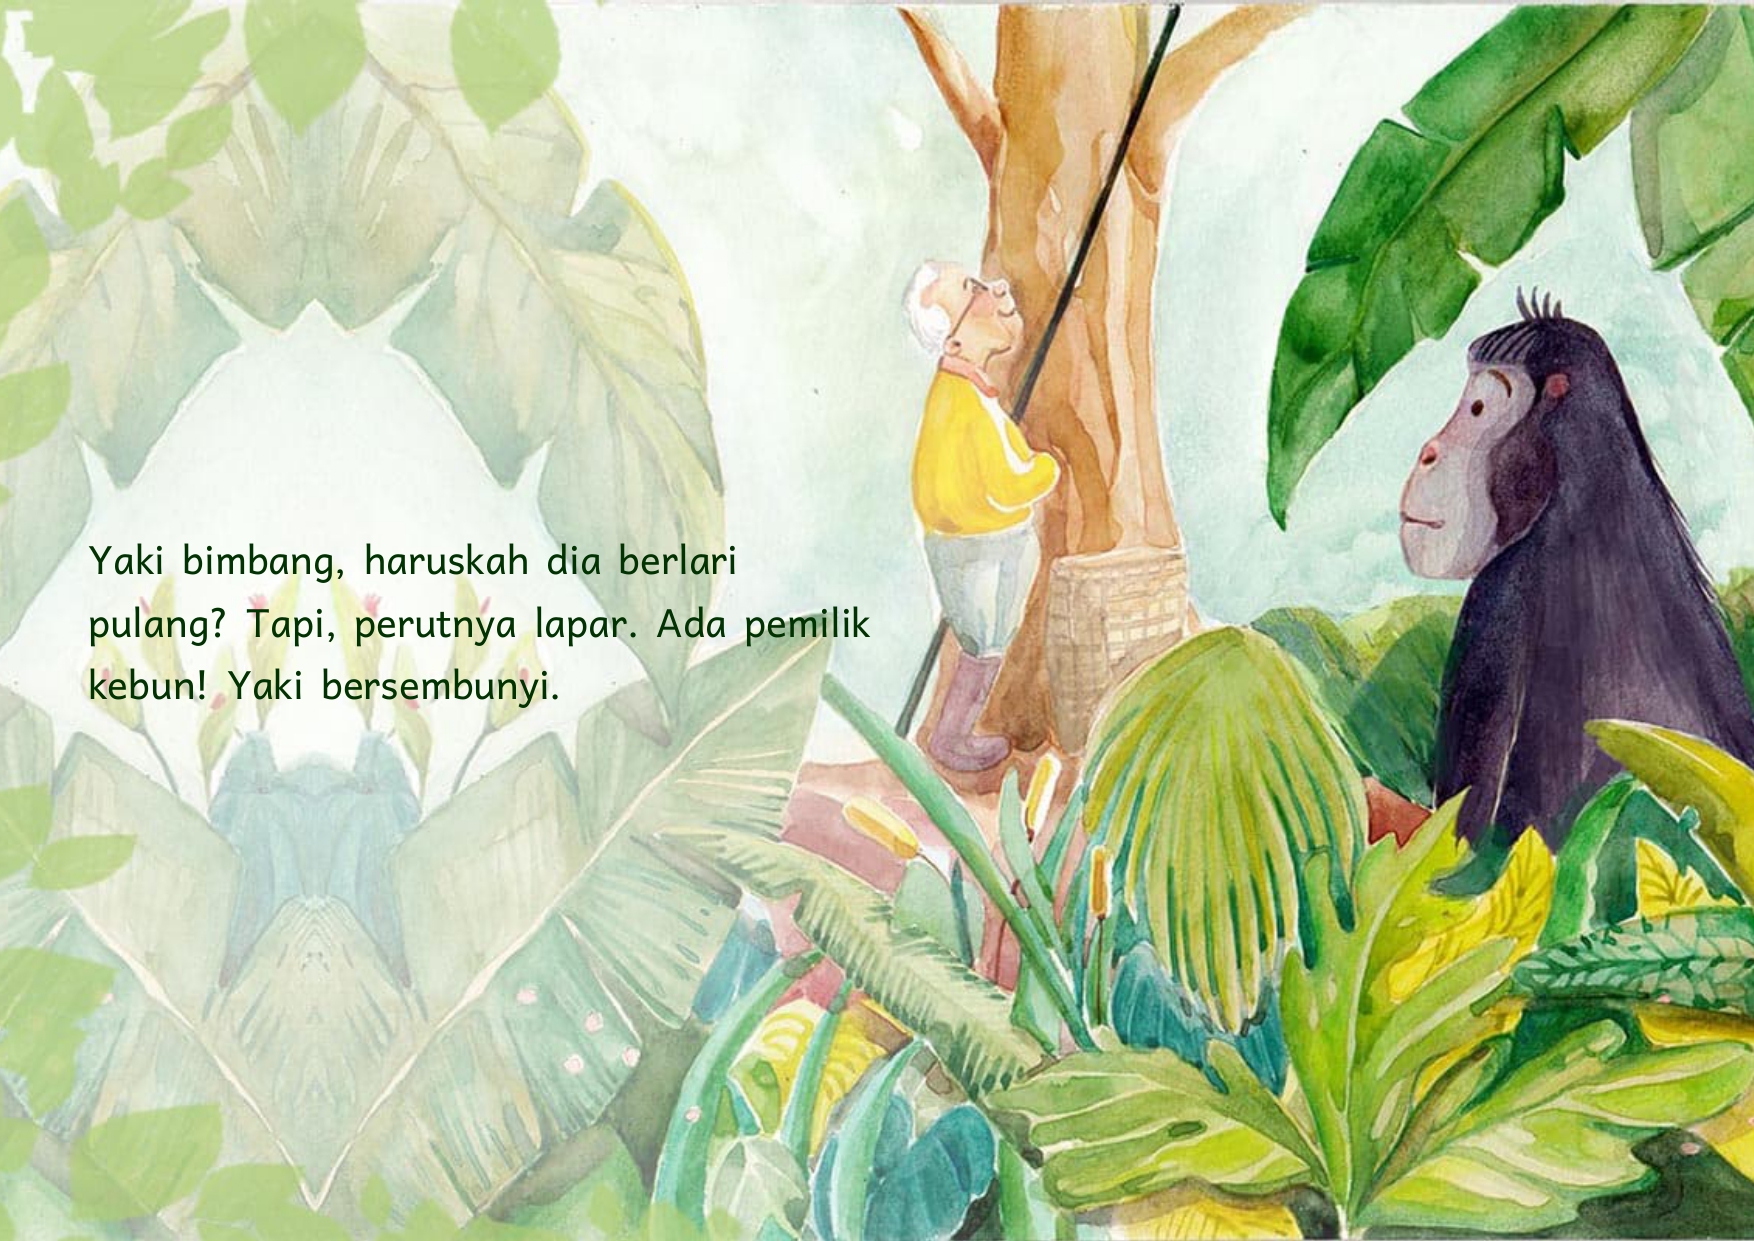 Yaki bimbang, haruskah dia berlari
pulang? Tapi, perutnya lapar. Ada pemilik
kebun! Yaki bersembunyi.